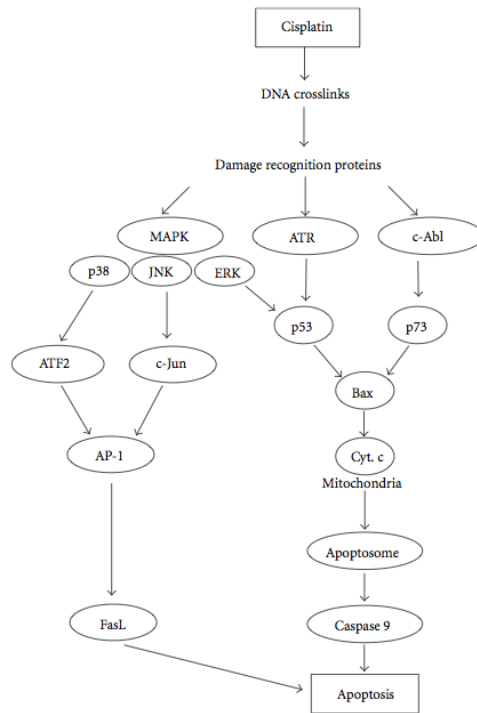 Cisplatin
DNA crosslinks
Damage recognition proteins
MAPK
ATR
c-Abl
p38
JNK
ERK
p53
p73
ATF2
c-Jun
Bax
AP-1
Cyt. c
Mitochondria
Apoptosome
FasL
Caspase 9
Apoptosis